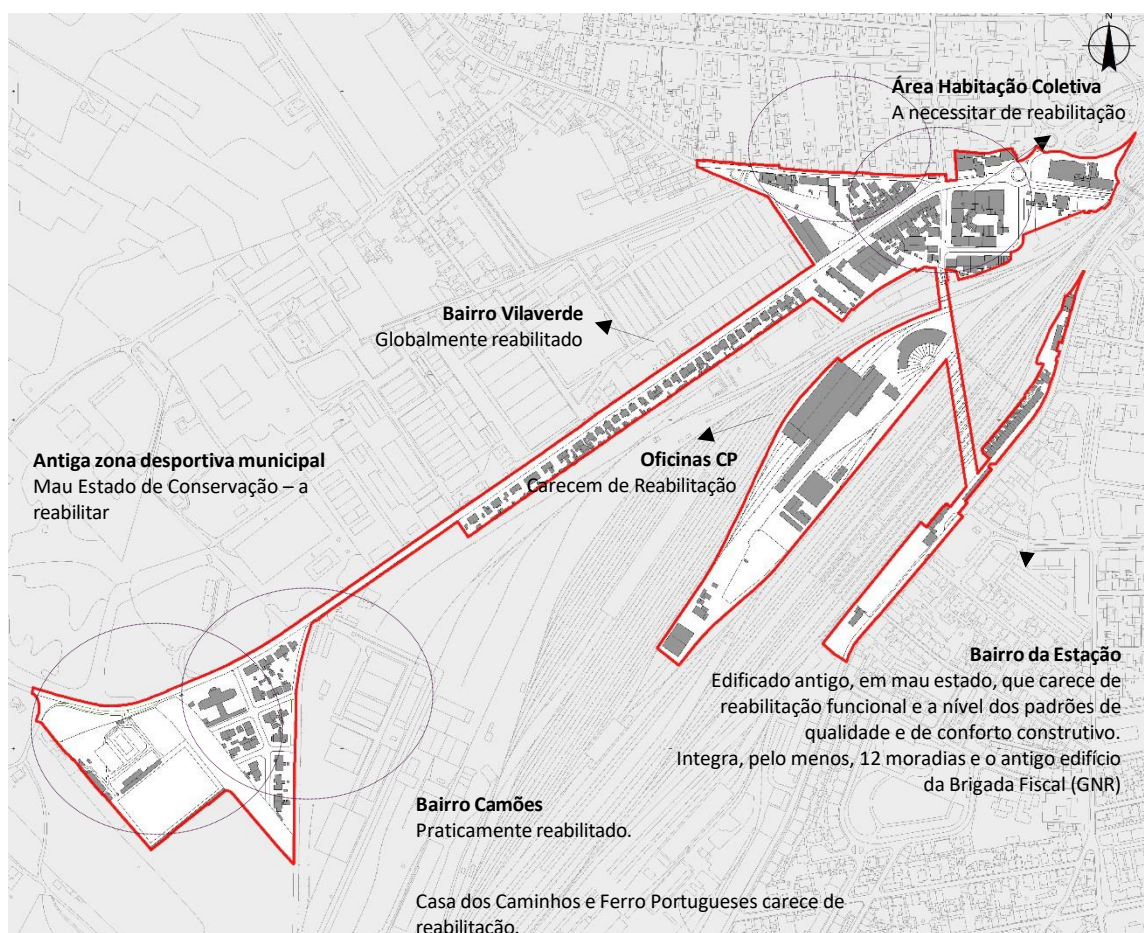 N
Área Habitação Coletiva
A necessitar de reabilitação
Bairro Vilaverde
Globalmente reabilitado
Antiga zona desportiva municipal
Mau Estado de Conservação – a
reabilitar
Oficinas CP
Carecem de Reabilitação
Bairro da Estação
Edificado antigo, em mau estado, que carece de
reabilitação funcional e a nível dos padrões de
qualidade e de conforto construtivo.
Integra, pelo menos, 12 moradias e o antigo edifício
da Brigada Fiscal (GNR)
Bairro Camões
Praticamente reabilitado.
Casa dos Caminhos e Ferro Portugueses carece de
reabilitação.